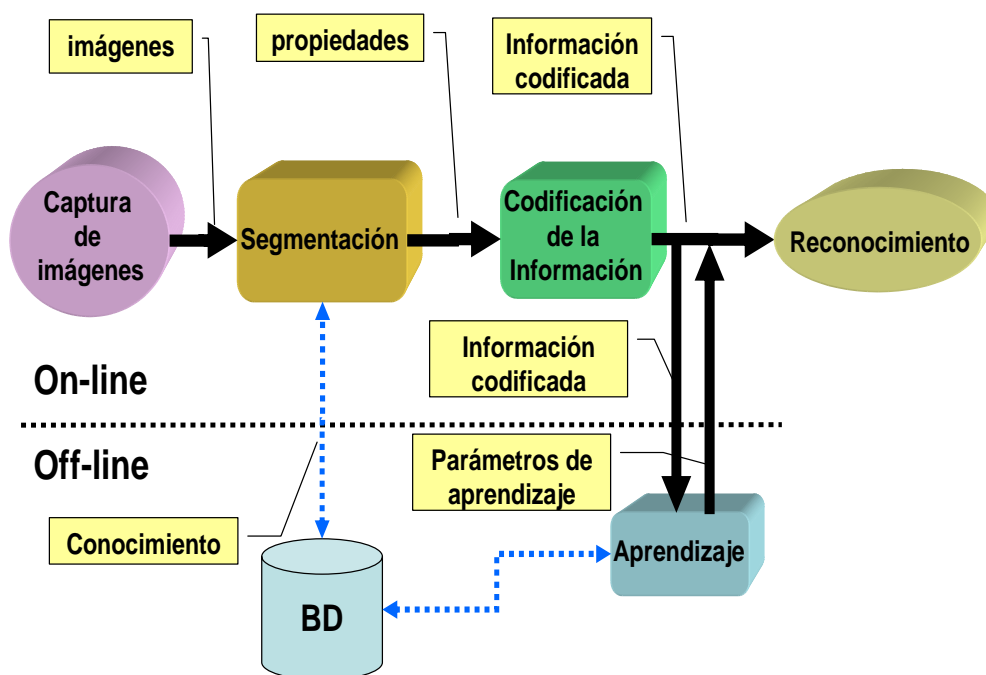 imágenes
propiedades
Información
codificada
Captura
de
imágenes
Segmentación
Codificación
de la
Información
Reconocimiento
Información
codificada
On-line
Off-line
Parámetros de
aprendizaje
Conocimiento
Aprendizaje
BD